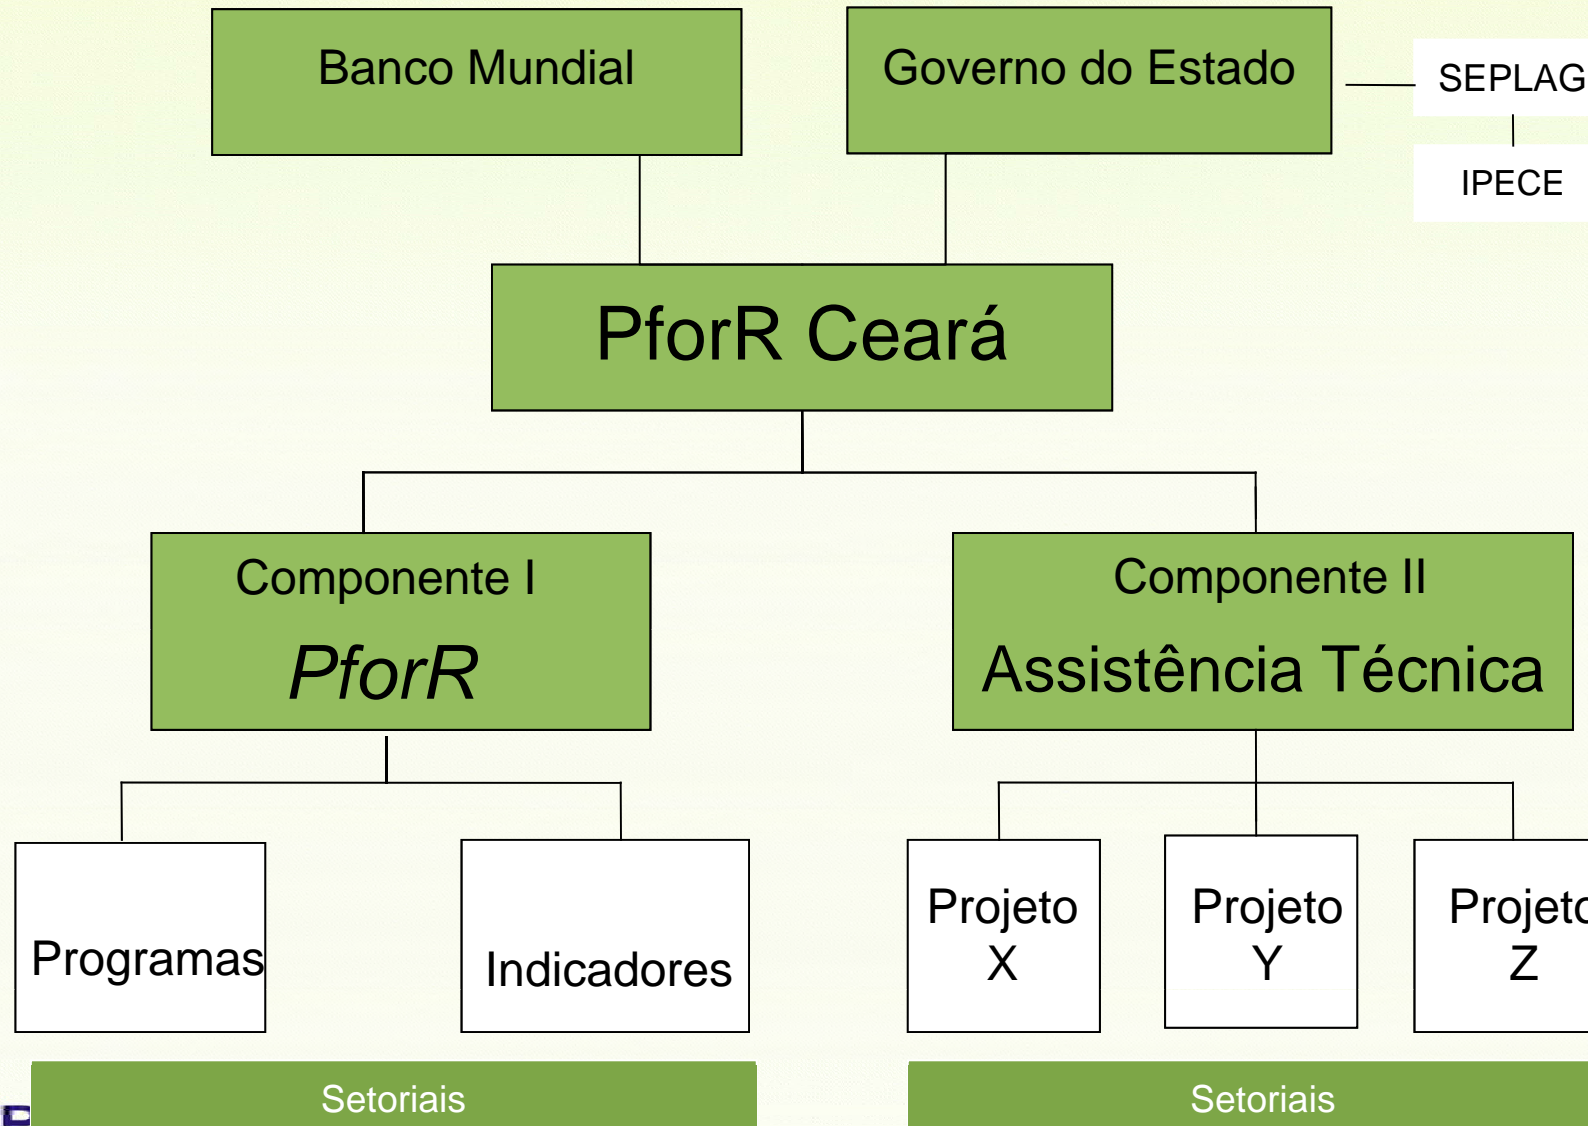 Banco Mundial
Governo do Estado
SEPLAG
IPECE
PforR Ceará
Componente I
PforR
Componente II
Assistência Técnica
Programas
Indicadores
Projeto
X
Projeto
Y
Projeto
Z
Setoriais
Setoriais